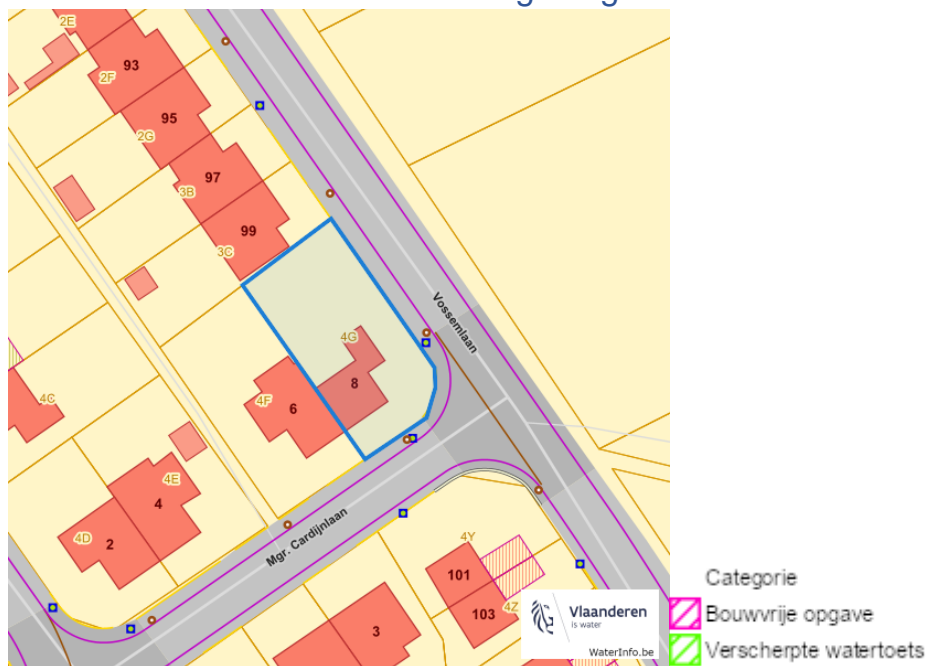 2E
93
2F
95
2G
97
3B
99
3C
Vossemlaan
4G
8
4F
6
4C
4E
4
4D
2
Mgr. Cardijnlaan
4Y
101
103
4Z
3
Vlaanderen
is water
WaterInfo.be
Categorie
Bouwvrije opgave
Verscherpte watertoets